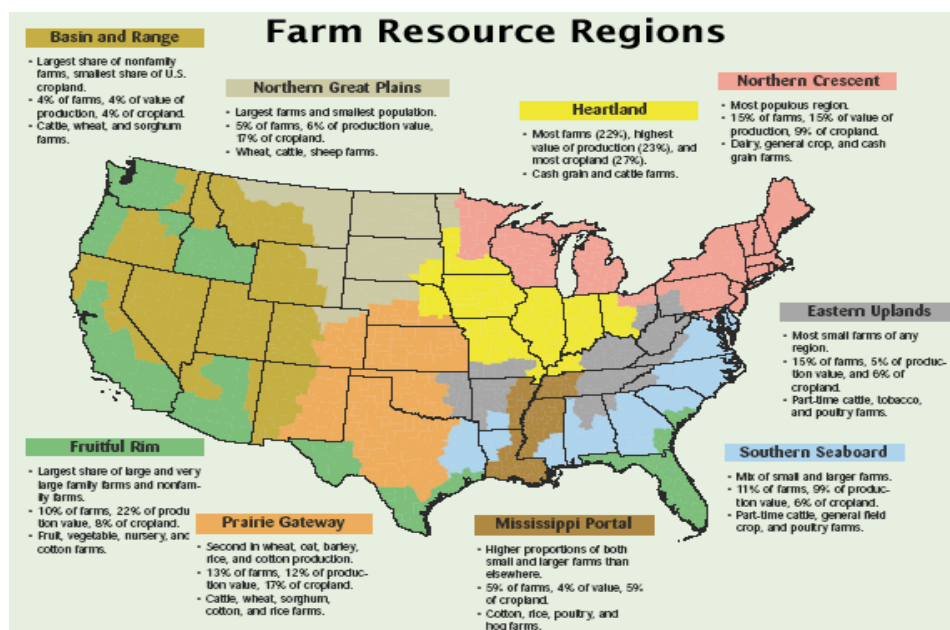 Farm Resource Regions
Basin and Range
- Largest share of nonfamily
farms, smallest share of U.S.
cropland.
- 4% of farms, 4% of value of
production, 4% of cropland.
- Cattle, wheat, and sorghum
farms.
Northern Great Plains
- Largest farms and smallest population.
- 5% of farms, 6% of production value,
17% of cropland.
- Wheat, cattle, sheep farms.
Heartland
- Most farms (22%), highest
value of production (23%), and
most cropland (27%).
- Cash grain and cattle farms.
Northern Crescent
- Most populous region.
- 15% of farms, 15% of value of
production, 9% of cropland.
- Dairy, general crop, and cash
grain farms.
Eastern Uplands
- Most small farms of any
region.
- 15% of farms, 5% of produc-
tion value, and 6% of
cropland.
- Part-time cattle, tobacco,
and poultry farms.
Fruitful Rim
- Largest share of large and very
large family farms and nonfam-
ily farms.
- 10% of farms, 22% of produ
tion value, 8% of cropland.
- Fruit, vegetable, nursery, and
cotton farms.
Southern Seaboard
- Mix of small and larger farms.
- 11% of farms, 9% of produc-
tion value, 6% of cropland.
- Part-time cattle, general field
crop, and poultry farms.
Prairie Gateway
- Second in wheat, oat, barley,
rice, and cotton production.
- 13% of farms, 12% of produc-
tion value, 17% of cropland.
- Cattle, wheat, sorghum,
cotton, and rice farms.
Mississippi Portal
- Higher proportions of both
small and larger farms than
elsewhere.
- 5% of farms, 4% of value, 5%
of cropland.
- Cotton, rice, poultry, and
hog farms.